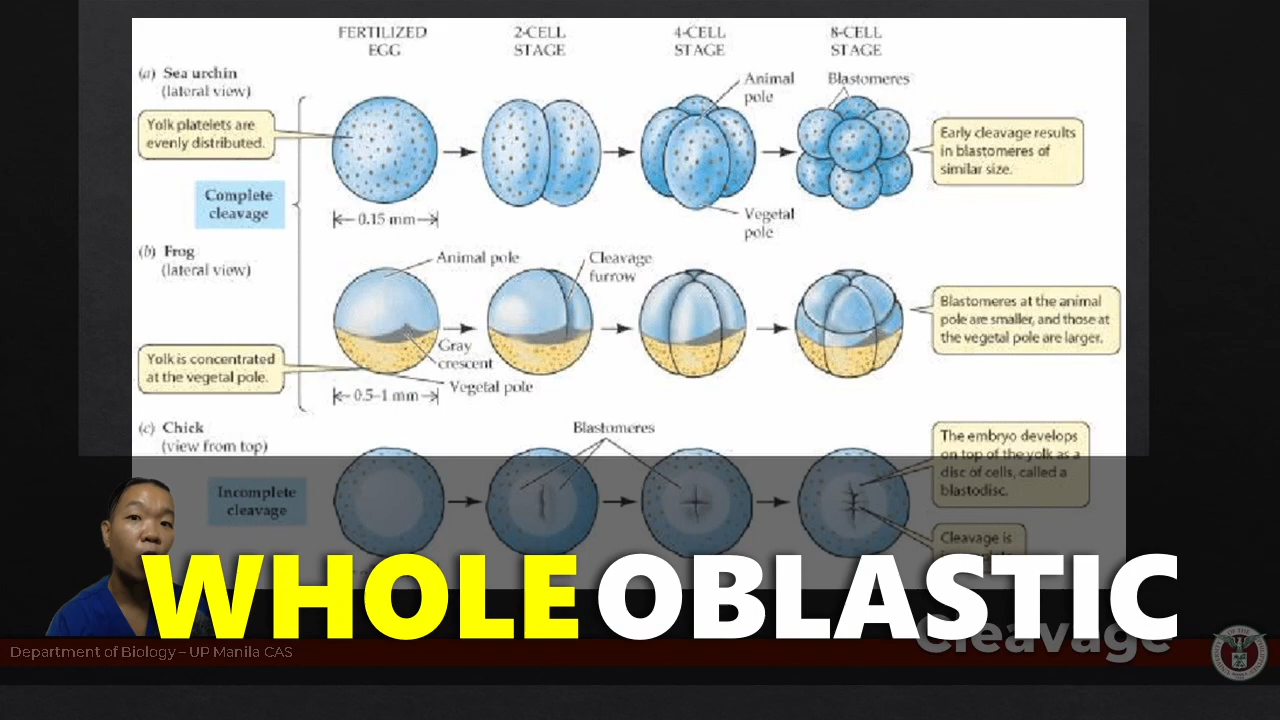 FERTILIZED
EGG
2-CELL
STAGE
4-CELL
STAGE
8-CELL
STAGE
(a) Sea urchin
(lateral view)
Yolk platelets are
evenly distributed.
Animal
pole
Blastomeres
Early cleavage results
in blastomeres of
similar size.
Complete
cleavage
0.15 mm
Vegetal
pole
(b) Frog
(lateral view)
Animal pole
Cleavage
furrow
Blastomeres at the animal
pole are smaller, and those at
the vegetal pole are larger.
Gray
crescent
Yolk is concentrated
at the vegetal pole.
Vegetal pole
0.5–1 mm
(c) Chick
(view from top)
Blastomeres
The embryo develops
on top of the yolk as a
disc of cells, called a
blastodisc.
Incomplete
cleavage
Cleavage is
WHOLEOBLASTIC
Cleavage
Department of Biology – UP Manila CAS